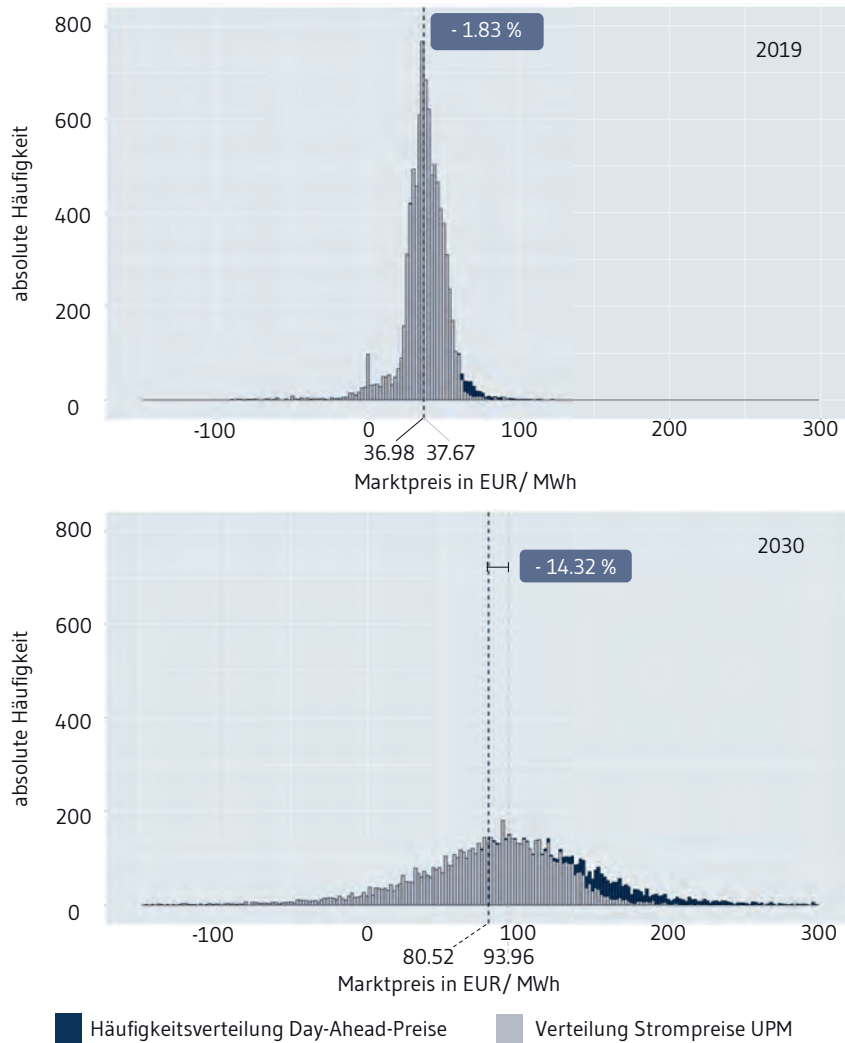 800
- 1.83 %
2019
600
400
200
0
absolute Häufigkeit
-100 0 100 200 300
36.98 37.67
Marktpreis in EUR/ MWh
800
2030
- 14.32 %
600
400
200
0
absolute Häufigkeit
-100 0 100 200 300
80.52 93.96
Marktpreis in EUR/ MWh
Häufigkeitsverteilung Day-Ahead-Preise Verteilung Strompreise UPM